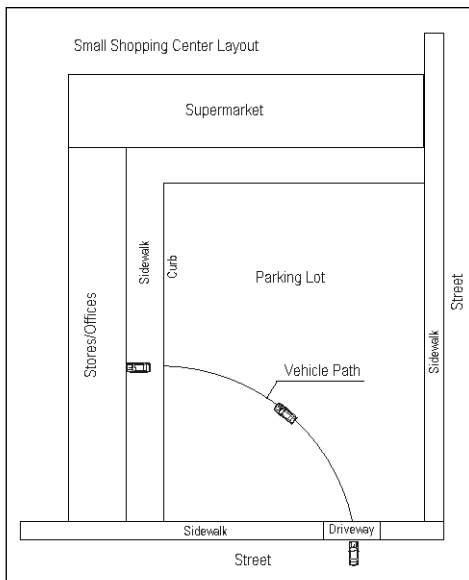 Small Shopping Center Layout
Supermarket
Sidewalk
Curb
Parking Lot
Stores/Offices
Street
Sidewalk
Vehicle Path
Sidewalk
Driveway
Street